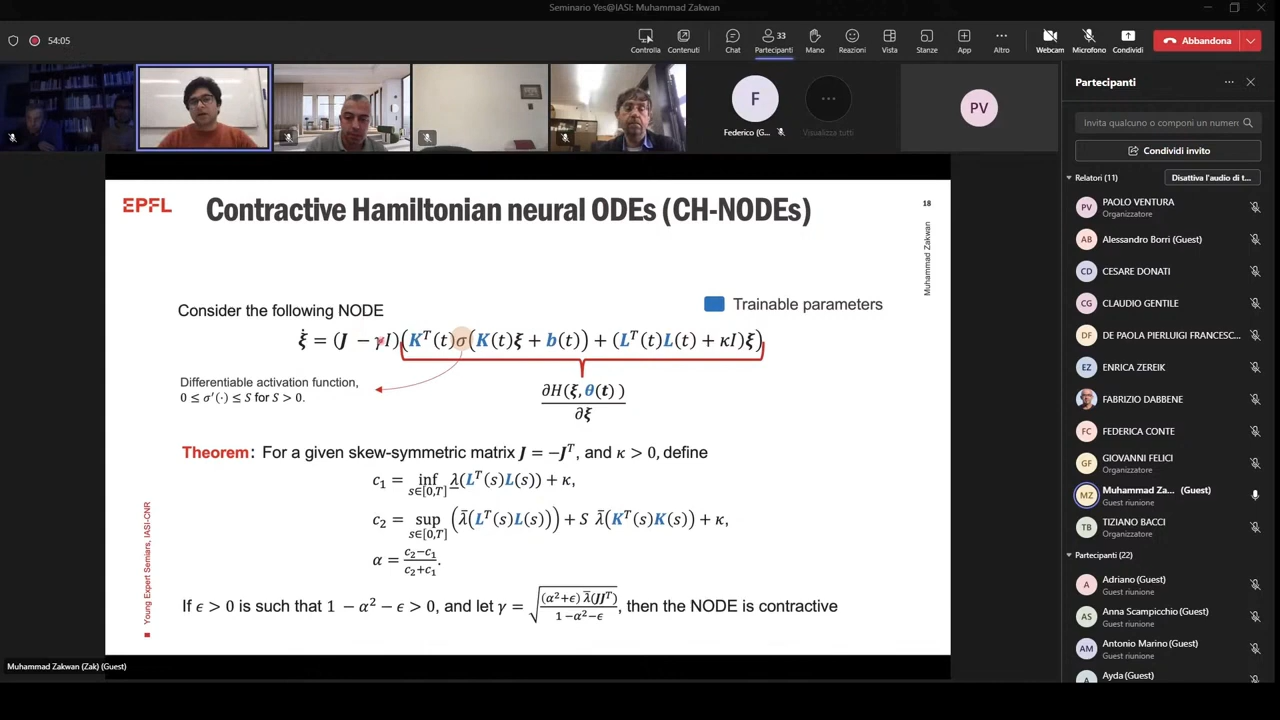 Seminario Yes@IASI: Muhammad Zakwan
54:05
Controlla
Contenuti
Chat
33
Partecipanti
Mano
Reazioni
Vista
Stanze
App
Altro
Webcam
Microfono
Condividi
Abbandona
F
Federico (G...
Visualizza tutti
PV
Partecipanti
Invita qualcuno o componi un numero
Condividi invito
Relatori (11)
Disattiva l'audio di t...
PV PAOLO VENTURA
Organizzatore
AB Alessandro Borri (Guest)
CD CESARE DONATI
CG CLAUDIO GENTILE
DP DE PAOLA PIERLUIGI FRANCESC...
EZ ENRICA ZEREIK
FABRIZIO DABBENE
FC FEDERICA CONTE
GF GIOVANNI FELICI
Organizzatore
MZ Muhammad Za... (Guest)
Guest riunione
TB TIZIANO BACCI
Organizzatore
Partecipanti (22)
A Adriano (Guest)
Guest riunione
AS Anna Scampicchio (Guest)
Guest riunione
AM Antonio Marino (Guest)
Guest riunione
Ayda (Guest)
EPFL
Contractive Hamiltonian neural ODEs (CH-NODEs)
18
Muhammad Zakwan
Consider the following NODE
Trainable parameters
ξ̇ = (J − γI)(Kᵀ(t)σ(K(t)ξ + b(t)) + (Lᵀ(t)L(t) + κI)ξ)
Differentiable activation function,
0 ≤ σ′(·) ≤ S for S > 0.
∂H(ξ, θ(t))
∂ξ
Theorem: For a given skew-symmetric matrix J = −Jᵀ, and κ > 0, define
c₁ = inf s∈[0,T] λ̲(Lᵀ(s)L(s)) + κ,
c₂ = sup s∈[0,T] (λ̄(Lᵀ(s)L(s))) + S λ̄(Kᵀ(s)K(s)) + κ,
α = c₂−c₁ / c₂+c₁.
If ϵ > 0 is such that 1 − α² − ϵ > 0, and let γ = √((α²+ϵ) λ̄(JJᵀ) / 1−α²−ϵ), then the NODE is contractive
Young Expert Semiars, IASI-CNR
Muhammad Zakwan (Zak) (Guest)